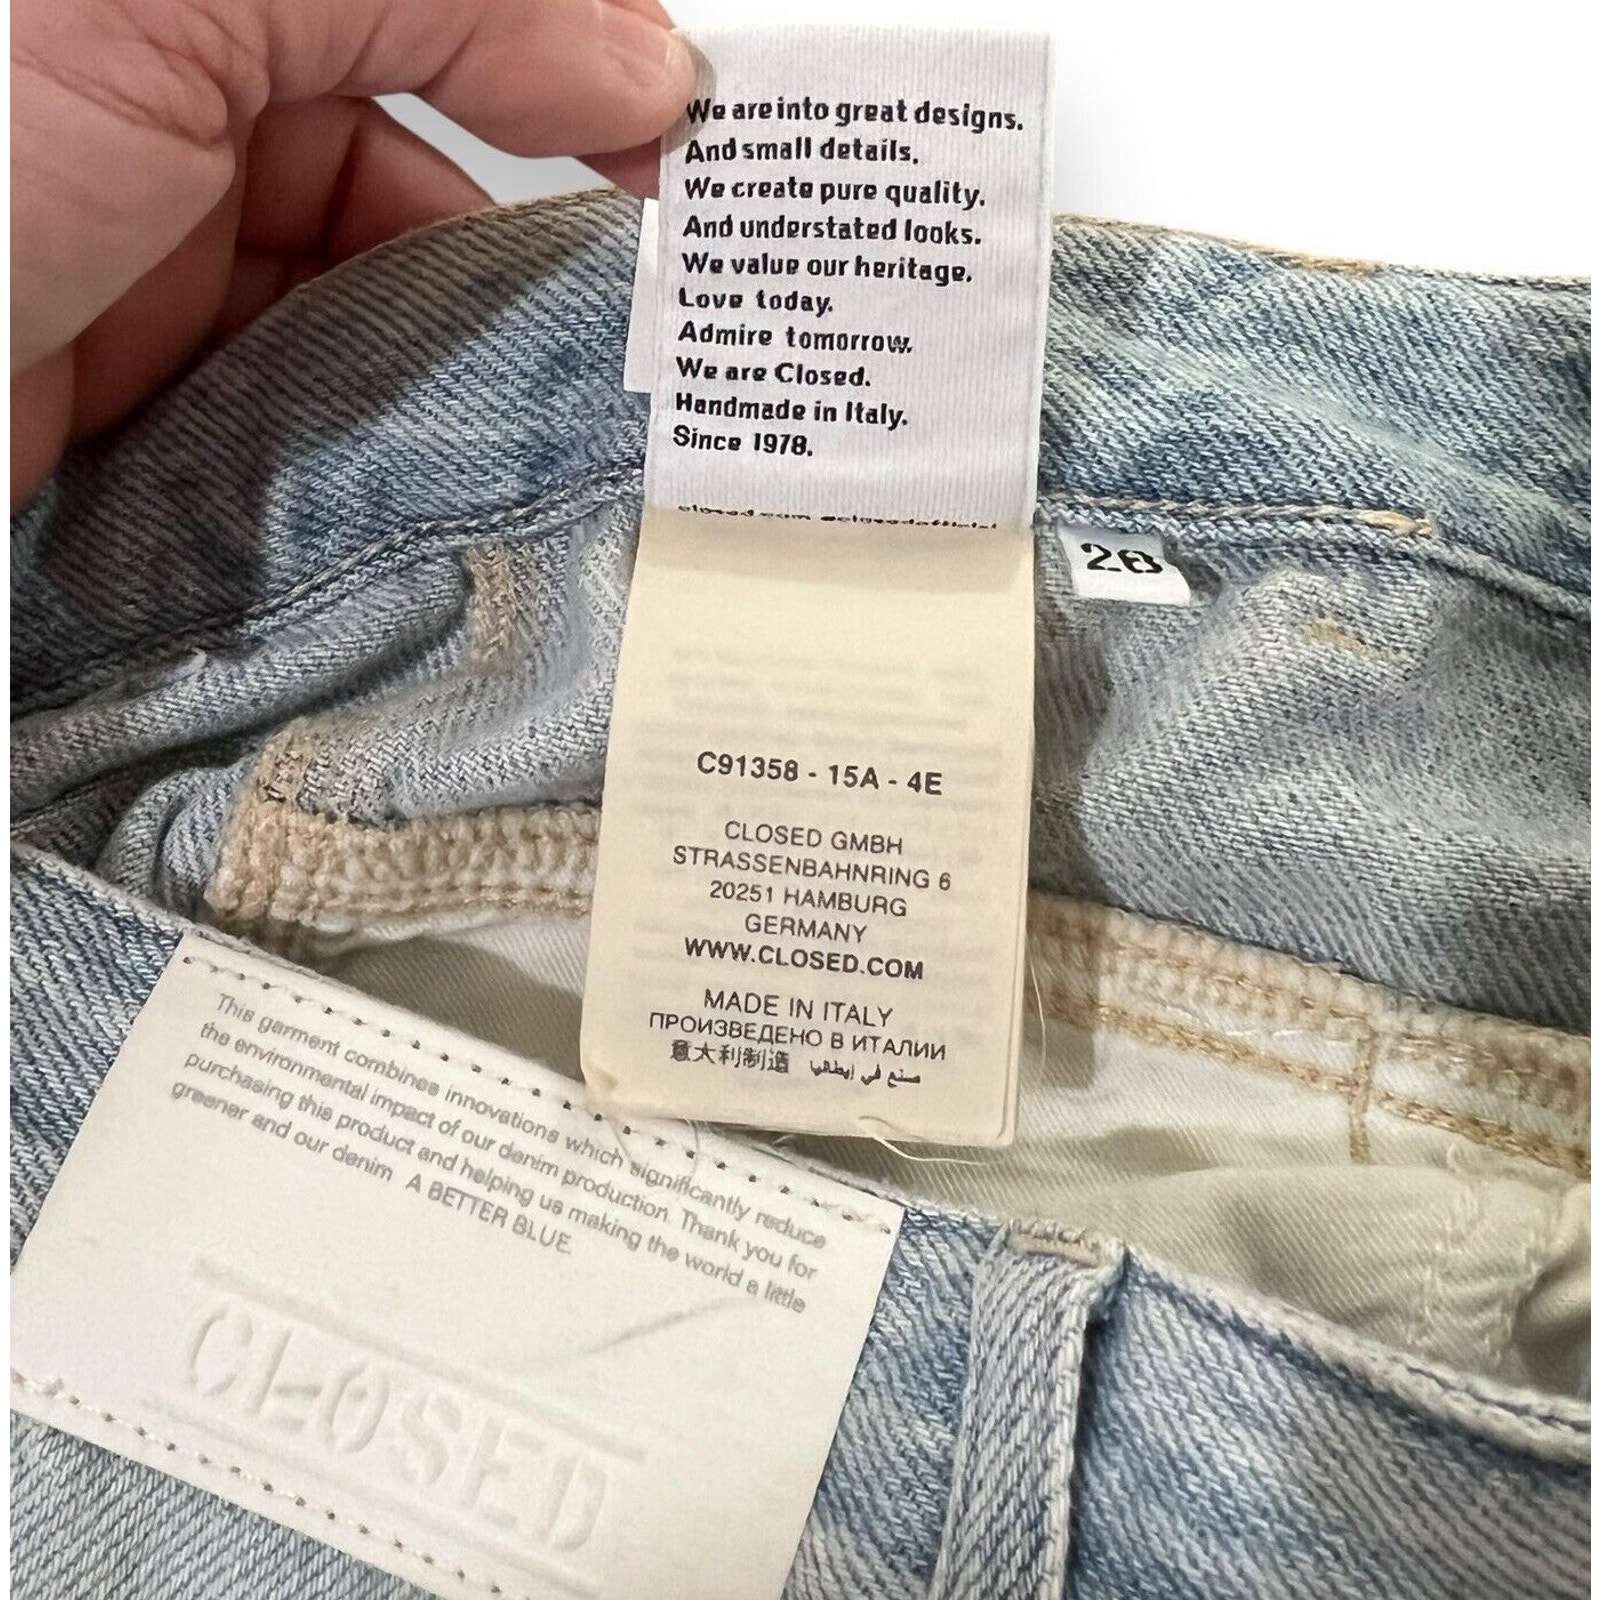 We are into great designs.
And small details.
We create pure quality.
And understated looks.
We value our heritage.
Love today.
Admire tomorrow.
We are Closed.
Handmade in Italy.
Since 1978.
closed.com @closedofficial
28
C91358 - 15A - 4E
CLOSED GMBH
STRASSENBAHNRING 6
20251 HAMBURG
GERMANY
WWW.CLOSED.COM
MADE IN ITALY
ПРОИЗВЕДЕНО В ИТАЛИИ
意大利制造 صنع في إيطاليا
This garment combines innovations which significantly reduce
the environmental impact of our denim production. Thank you for
purchasing this product and helping us making the world a little
greener and our denim A BETTER BLUE
CLOSED